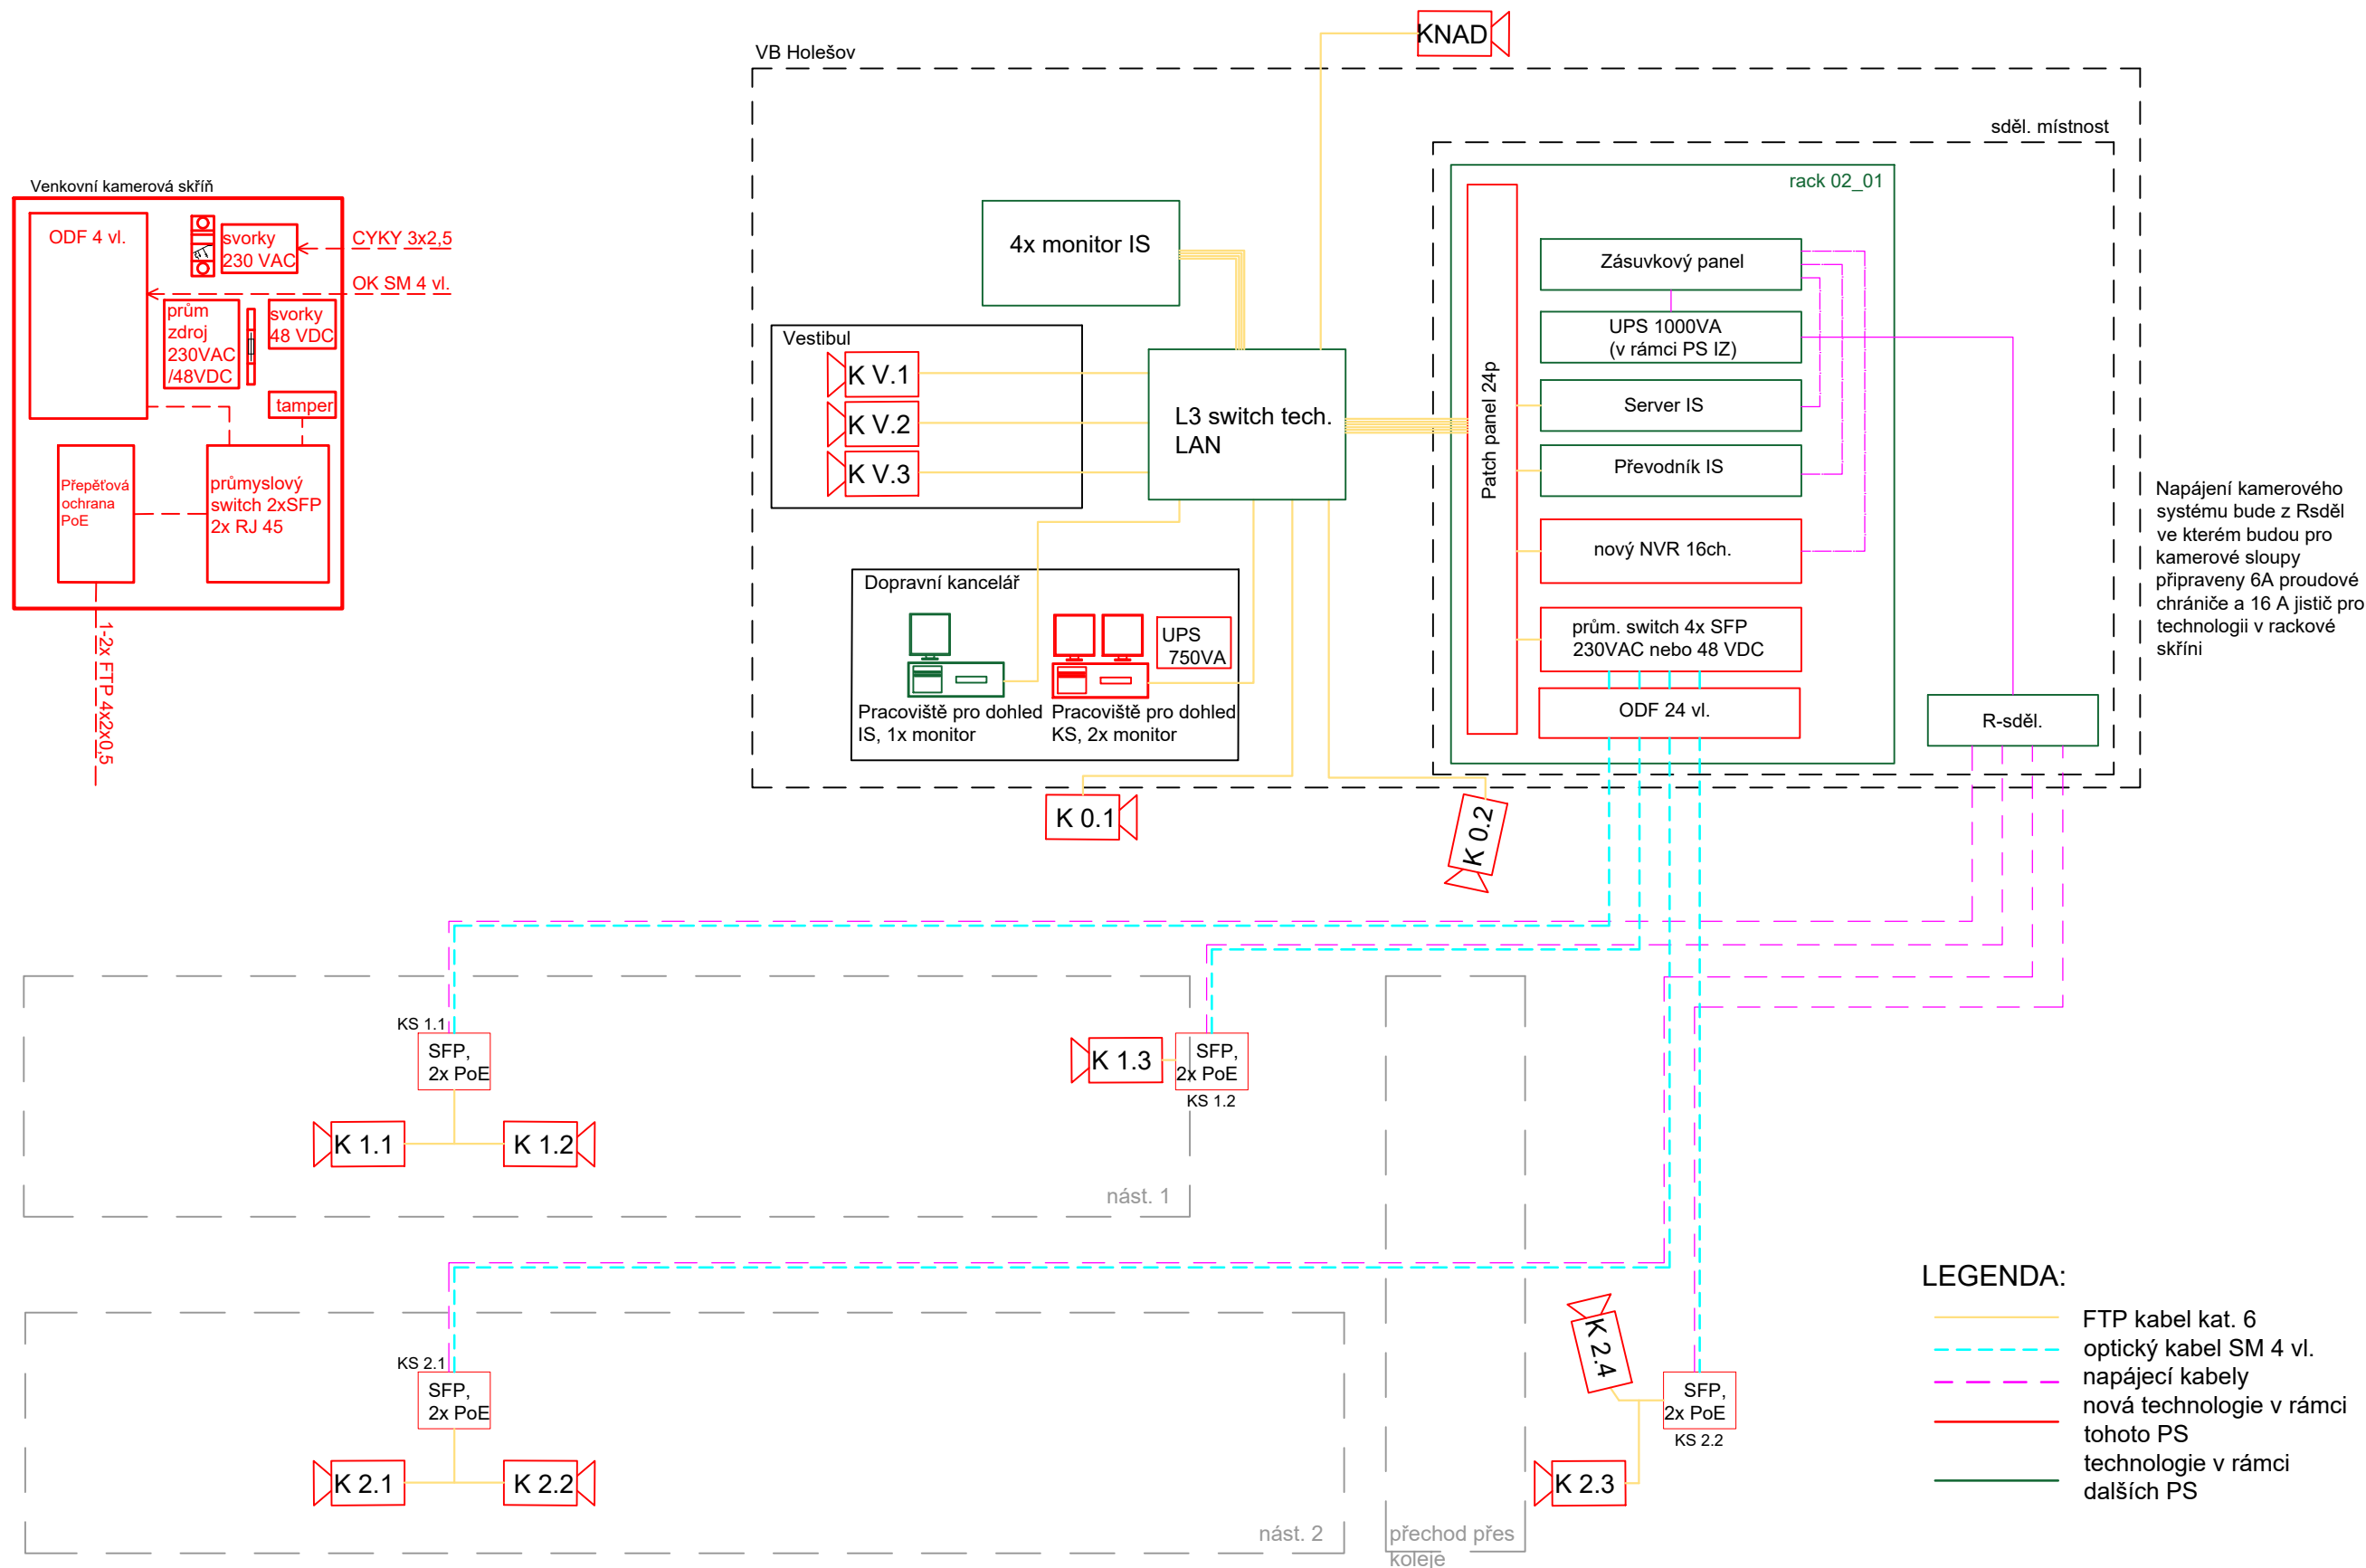 KNAD
VB Holešov
sděl. místnost
rack 02_01
Venkovní kamerová skříň
ODF 4 vl.
svorky
230 VAC
CYKY 3x2,5
OK SM 4 vl.
prům
zdroj
230VAC
/48VDC
svorky
48 VDC
tamper
Přepěťová
ochrana
PoE
průmyslový
switch 2xSFP
2x RJ 45
1-2x FTP 4x2x0,5
4x monitor IS
Vestibul
K V.1
K V.2
K V.3
L3 switch tech.
LAN
Patch panel 24p
Zásuvkový panel
UPS 1000VA
(v rámci PS IZ)
Server IS
Převodník IS
nový NVR 16ch.
prům. switch 4x SFP
230VAC nebo 48 VDC
ODF 24 vl.
R-sděl.
Napájení kamerového
systému bude z Rsděl
ve kterém budou pro
kamerové sloupy
připraveny 6A proudové
chrániče a 16 A jistič pro
technologii v rackové
skříni
Dopravní kancelář
UPS
750VA
Pracoviště pro dohled
IS, 1x monitor
Pracoviště pro dohled
KS, 2x monitor
K 0.1
K 0.2
KS 1.1
SFP,
2x PoE
K 1.1
K 1.2
K 1.3
SFP,
2x PoE
KS 1.2
nást. 1
KS 2.1
SFP,
2x PoE
K 2.1
K 2.2
nást. 2
přechod přes
koleje
K 2.4
K 2.3
SFP,
2x PoE
KS 2.2
LEGENDA:
FTP kabel kat. 6
optický kabel SM 4 vl.
napájecí kabely
nová technologie v rámci
tohoto PS
technologie v rámci
dalších PS